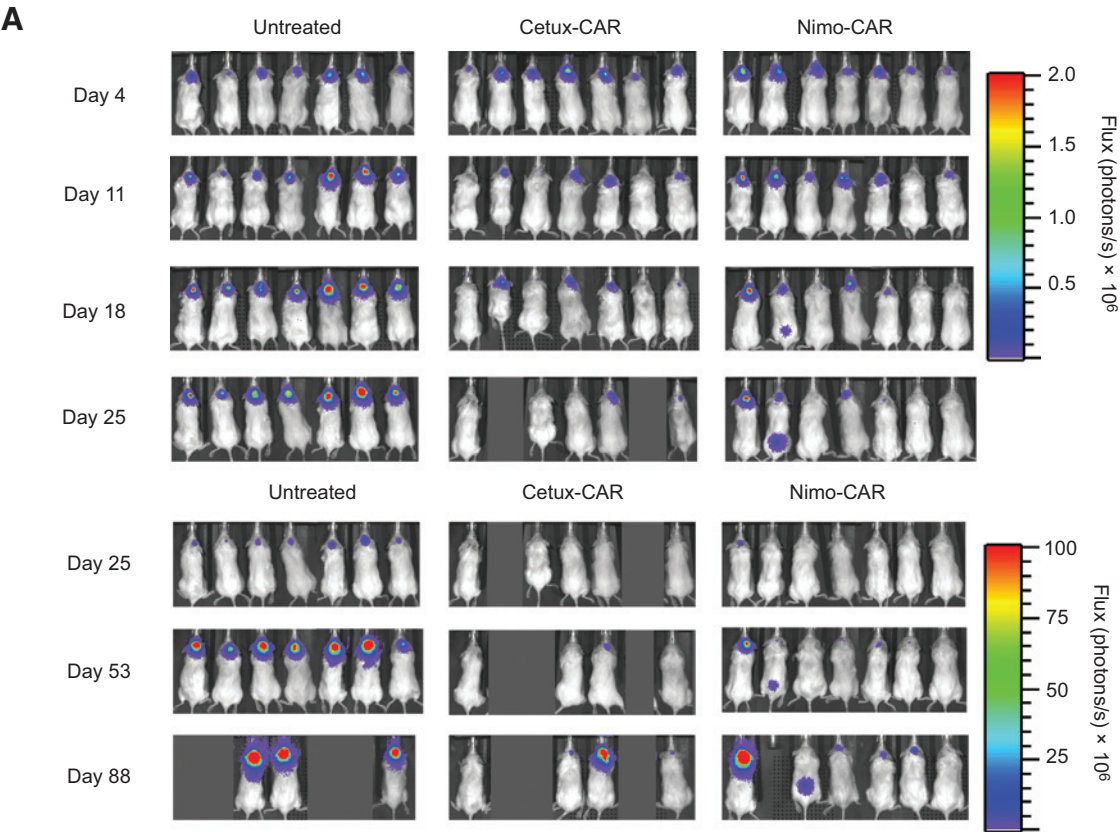 A
Untreated Cetux-CAR Nimo-CAR
Day 4
Day 11
Day 18
Day 25
2.0
1.5
1.0
0.5
Flux (photons/s) × 10⁶
Untreated Cetux-CAR Nimo-CAR
Day 25
Day 53
Day 88
100
75
50
25
Flux (photons/s) × 10⁶